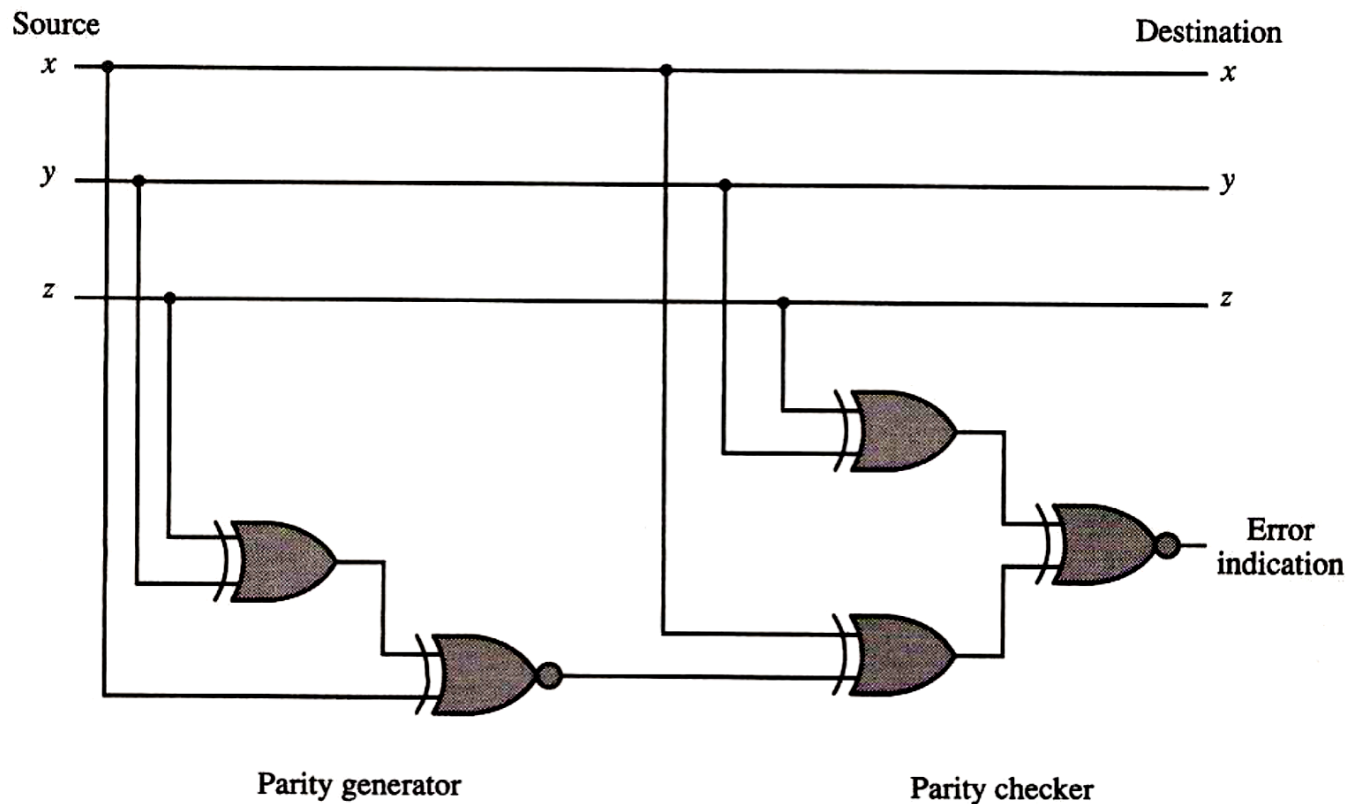 Source
Destination
x
x
y
y
z
z
Error
indication
Parity generator
Parity checker